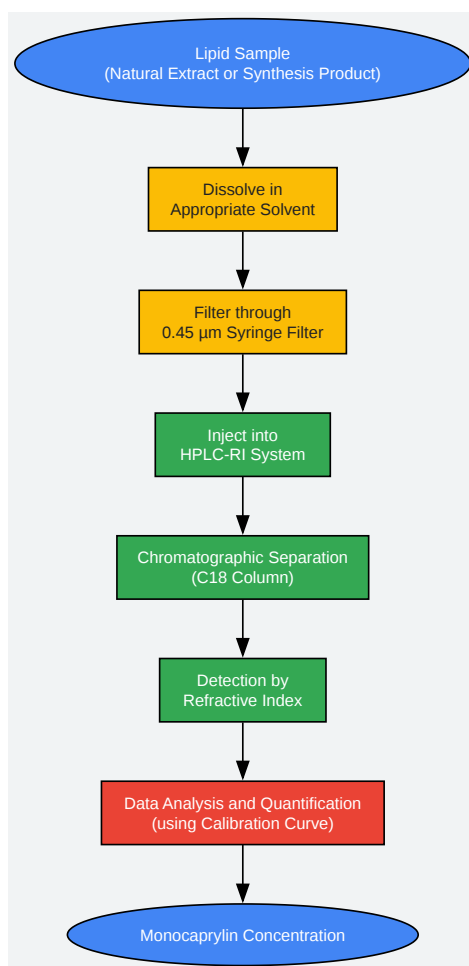 Lipid Sample
(Natural Extract or Synthesis Product)
Dissolve in
Appropriate Solvent
Filter through
0.45 µm Syringe Filter
Inject into
HPLC-RI System
Chromatographic Separation
(C18 Column)
Detection by
Refractive Index
Data Analysis and Quantification
(using Calibration Curve)
Monocaprylin Concentration